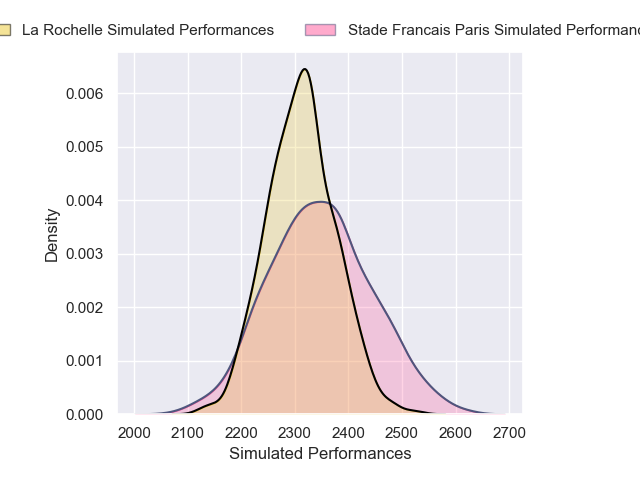 La Rochelle Simulated Performances Stade Francais Paris Simulated
0.006
0.005
0.004
0.003
0.002
0.001
0.000
Density
2000 2100 2200 2300 2400 2500 2600 2700
Simulated Performances